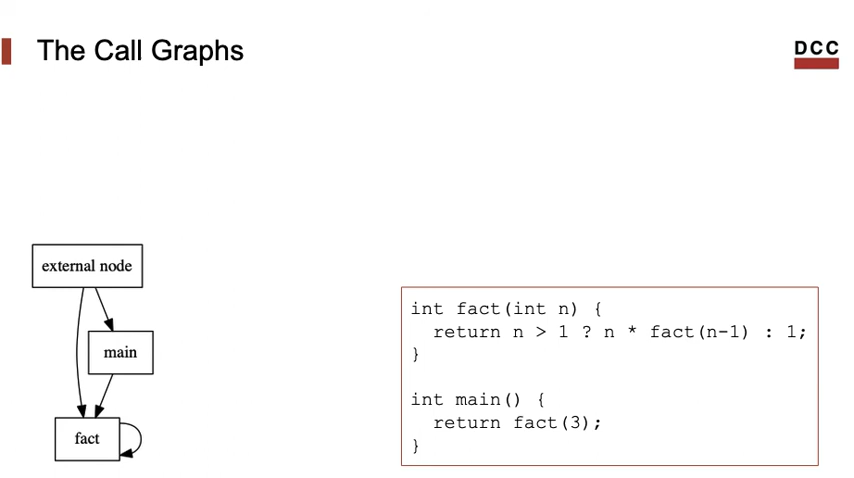 The Call Graphs
DCC
external node
main
fact
int fact(int n) {
  return n > 1 ? n * fact(n-1) : 1;
}
int main() {
  return fact(3);
}